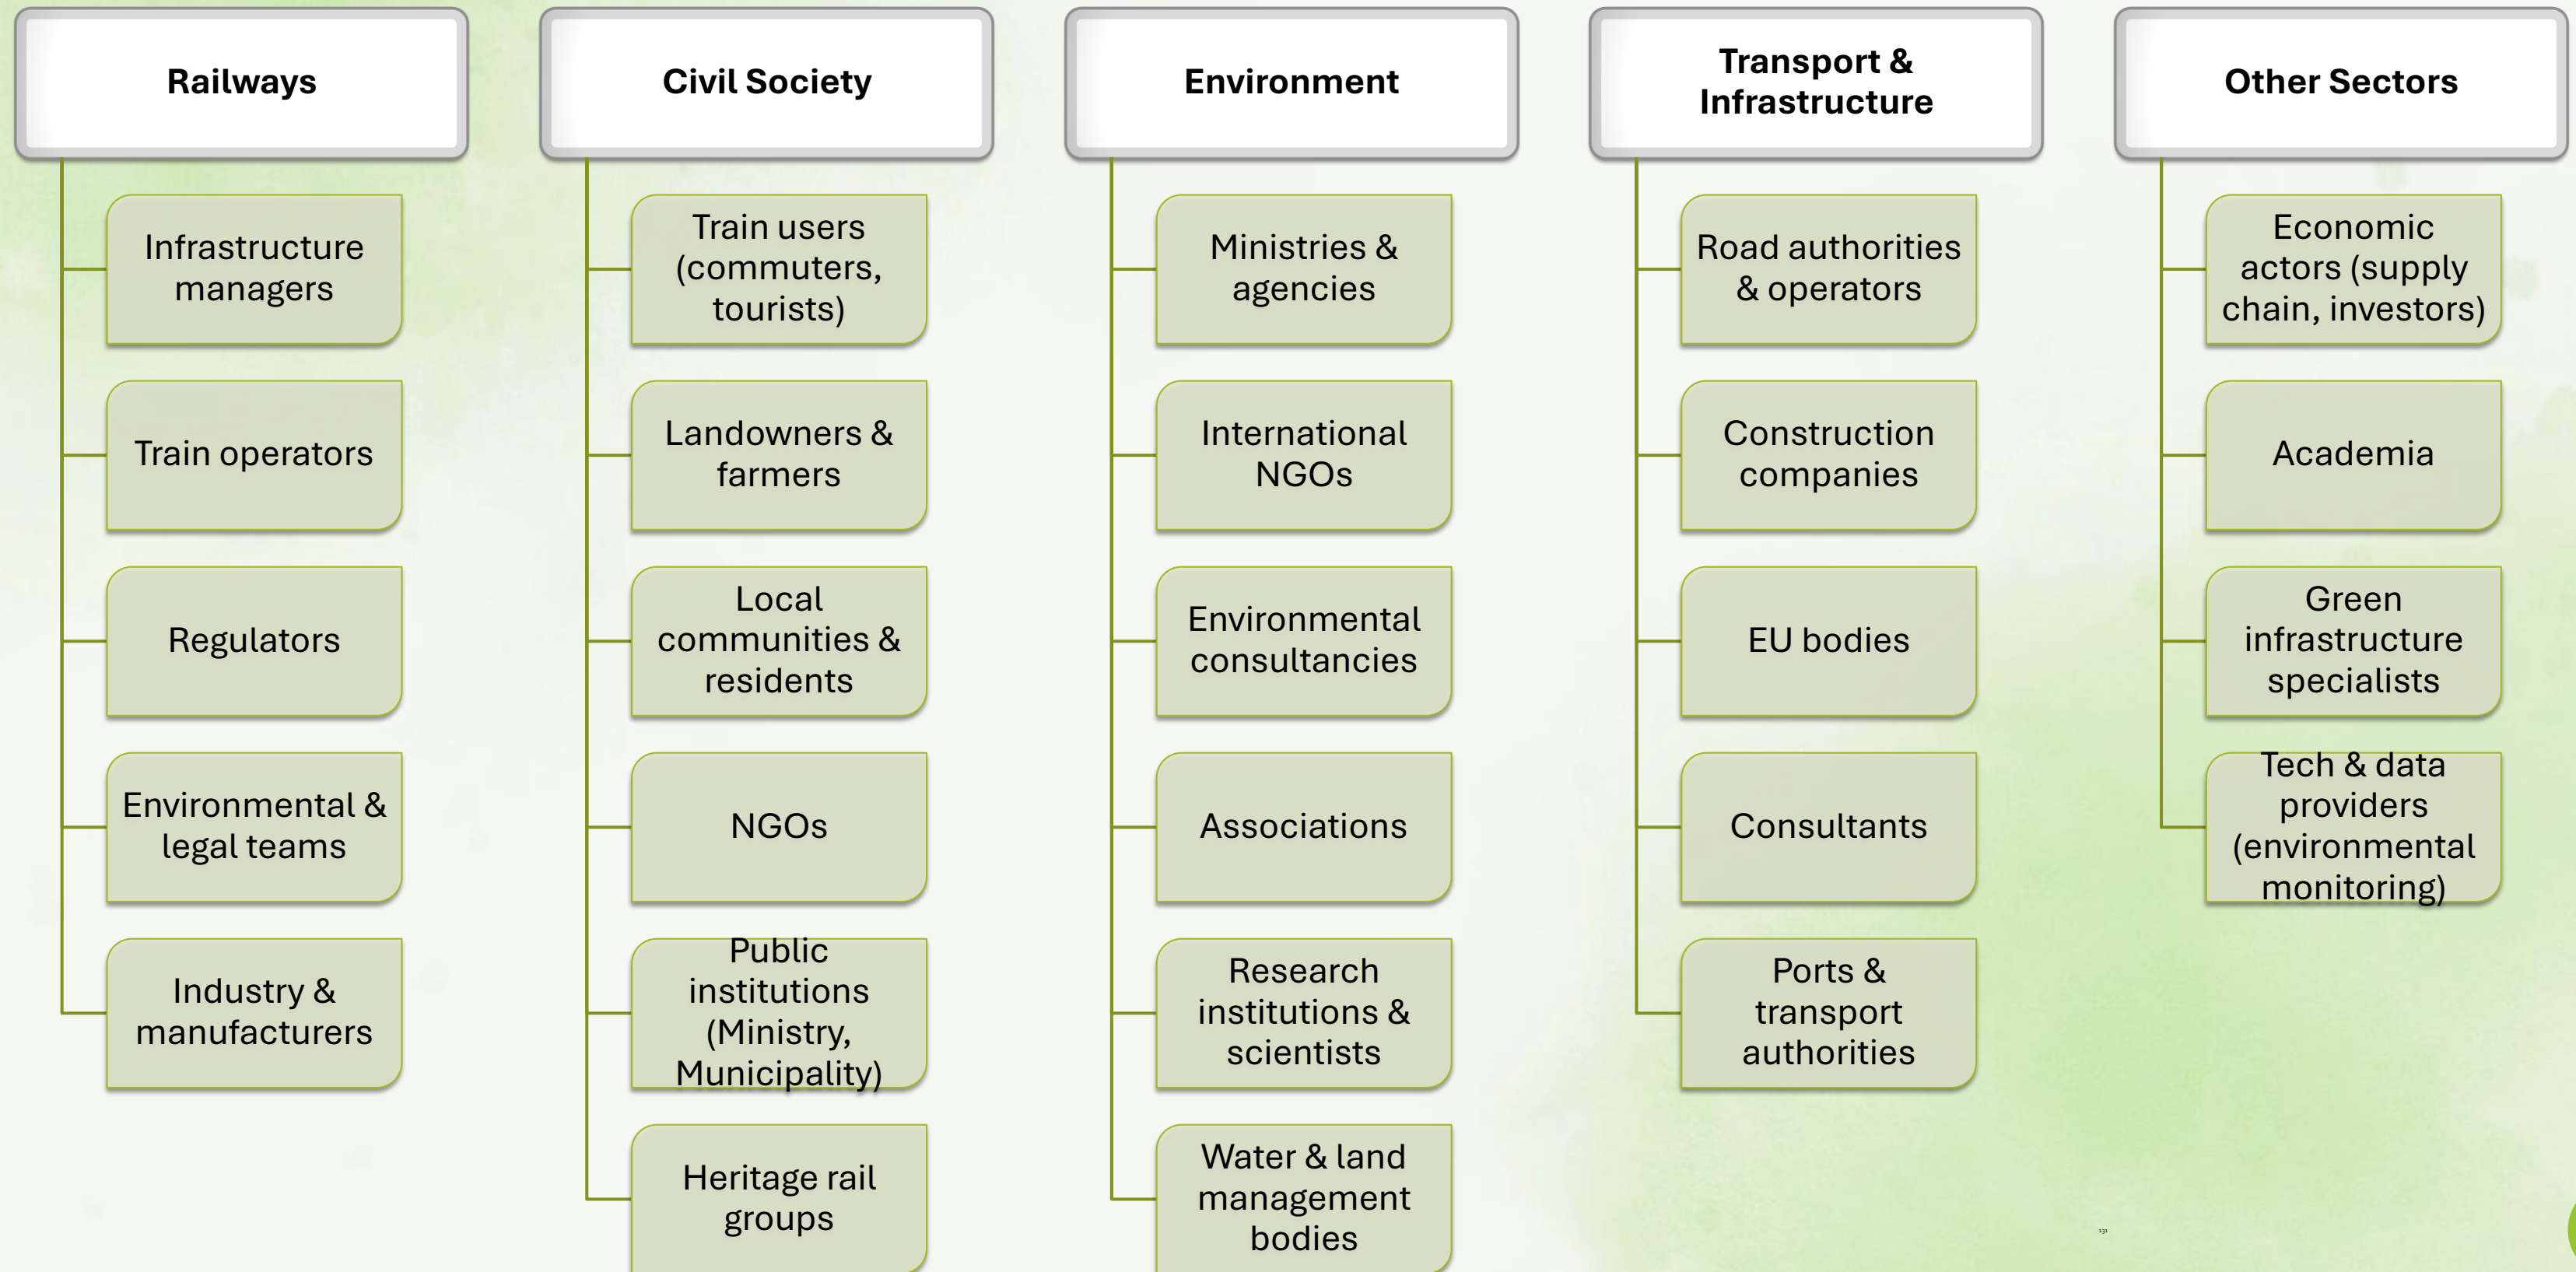 Railways
Infrastructure
managers
Train operators
Regulators
Environmental &
legal teams
Industry &
manufacturers
Civil Society
Train users
(commuters,
tourists)
Landowners &
farmers
Local
communities &
residents
NGOs
Public
institutions
(Ministry,
Municipality)
Heritage rail
groups
Environment
Ministries &
agencies
International
NGOs
Environmental
consultancies
Associations
Research
institutions &
scientists
Water & land
management
bodies
Transport &
Infrastructure
Road authorities
& operators
Construction
companies
EU bodies
Consultants
Ports &
transport
authorities
Other Sectors
Economic
actors (supply
chain, investors)
Academia
Green
infrastructure
specialists
Tech & data
providers
(environmental
monitoring)
131